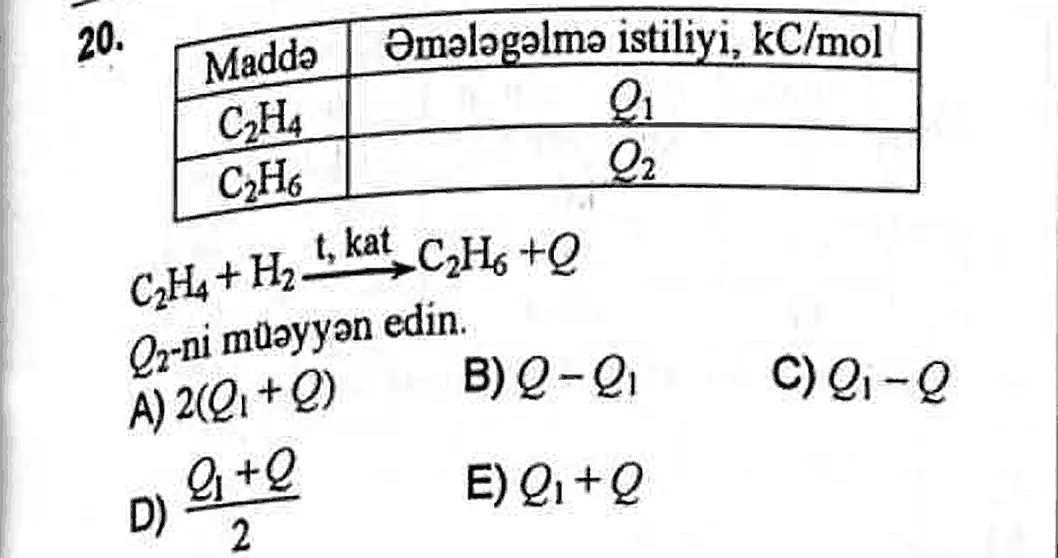 20.
Maddə Əmələgəlmə istiliyi, kC/mol
C₂H₄ Q₁
C₂H₆ Q₂
C₂H₄ + H₂ —t, kat→ C₂H₆ + Q
Q₂-ni müəyyən edin.
A) 2(Q₁ + Q) B) Q – Q₁ C) Q₁ – Q
D) (Q₁ + Q)/2 E) Q₁ + Q